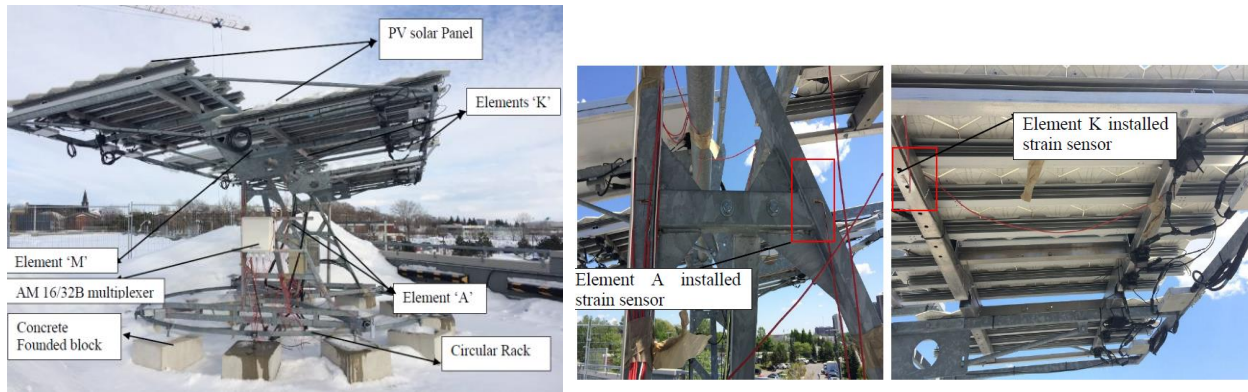 PV solar Panel
Elements ‘K’
Element ‘M’
AM 16/32B multiplexer
Concrete
Founded block
Element ‘A’
Circular Rack
Element A installed
strain sensor
Element K installed
strain sensor